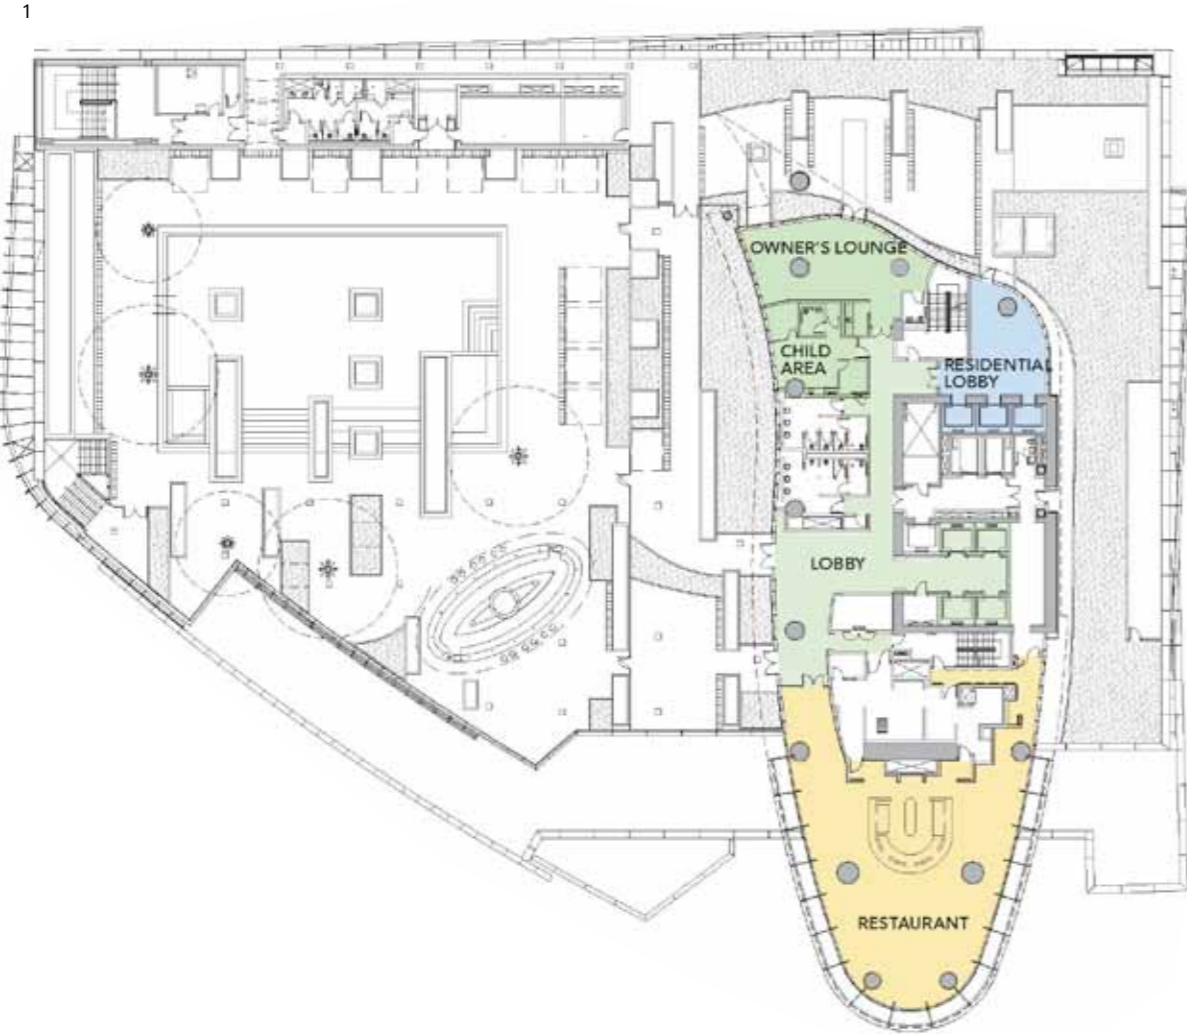 1
OWNER'S LOUNGE
CHILD
AREA
RESIDENTIAL
LOBBY
LOBBY
RESTAURANT